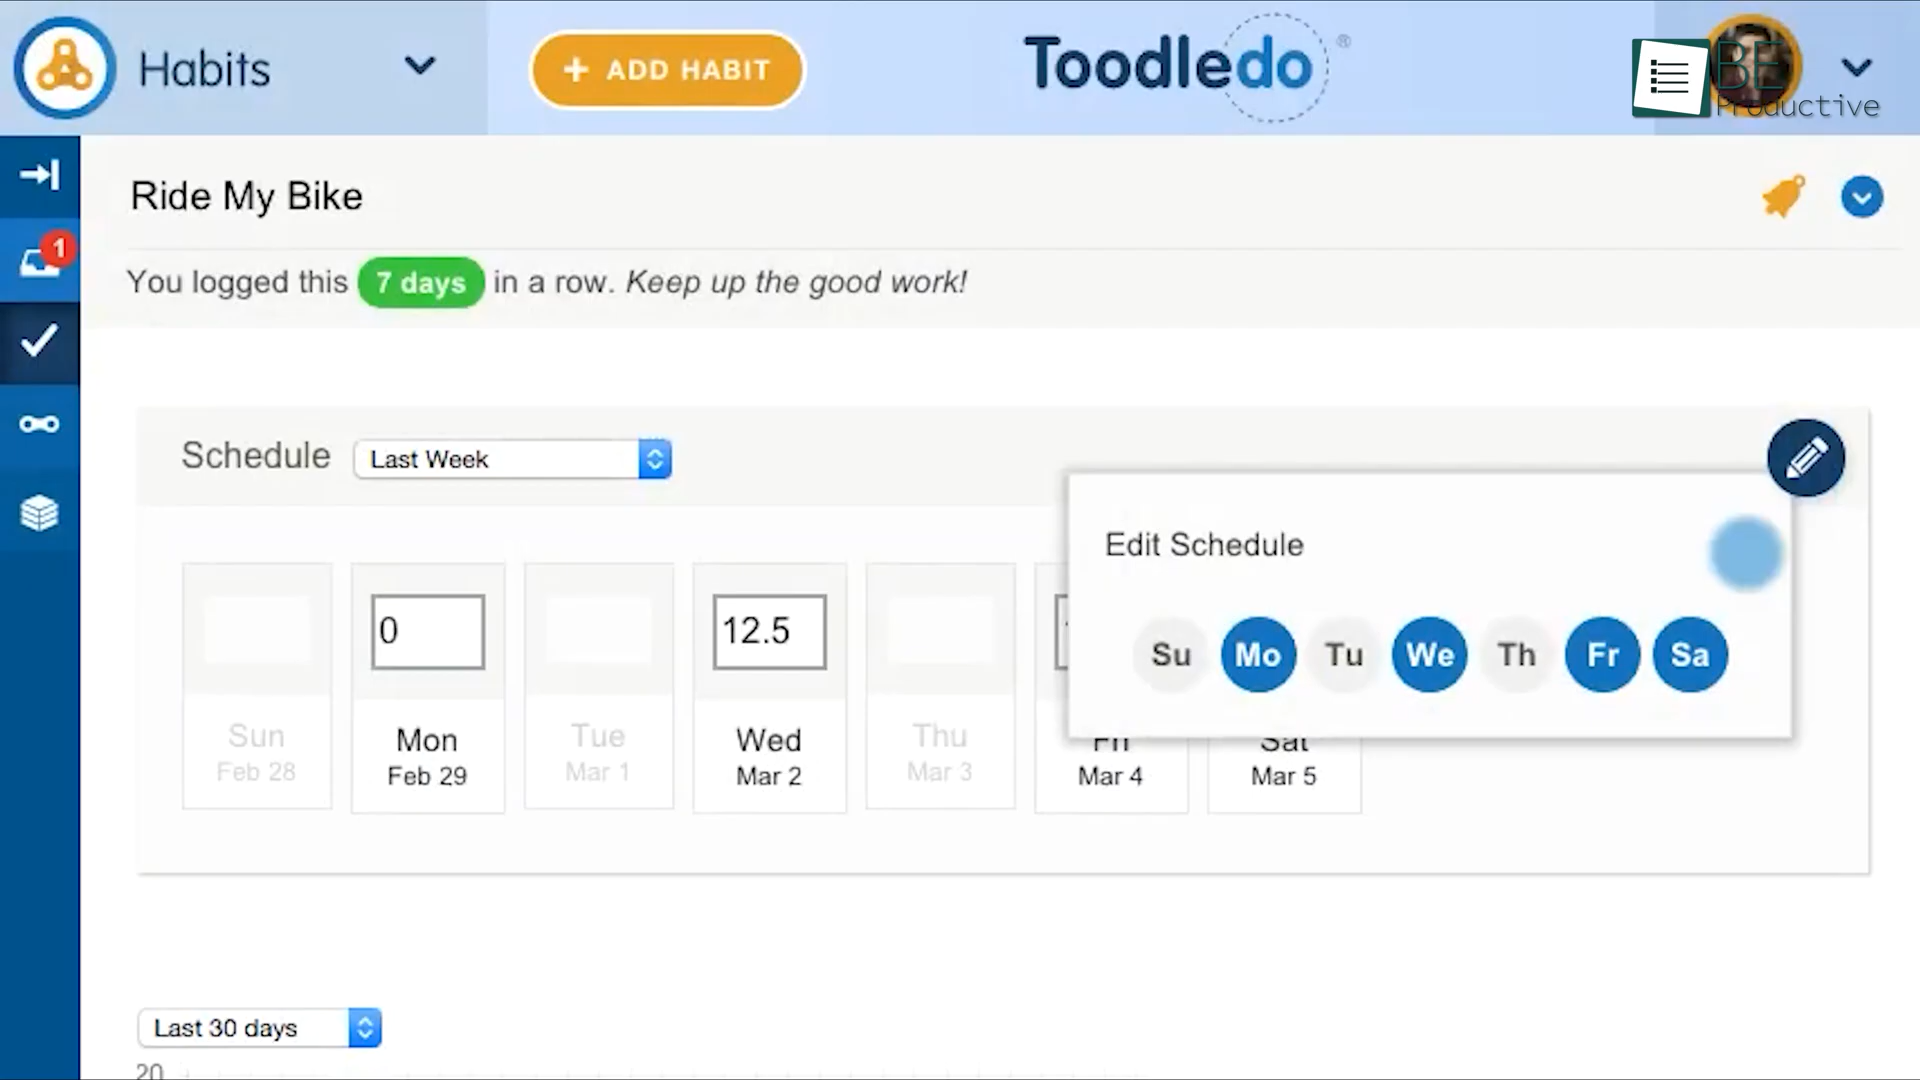 Habits
+ ADD HABIT
Toodledo®
BE
Productive
1
Ride My Bike
You logged this 7 days in a row. Keep up the good work!
Schedule
Last Week
Edit Schedule
Su Mo Tu We Th Fr Sa
0
12.5
Sun
Feb 28
Mon
Feb 29
Tue
Mar 1
Wed
Mar 2
Thu
Mar 3
Fri
Mar 4
Sat
Mar 5
Last 30 days
20